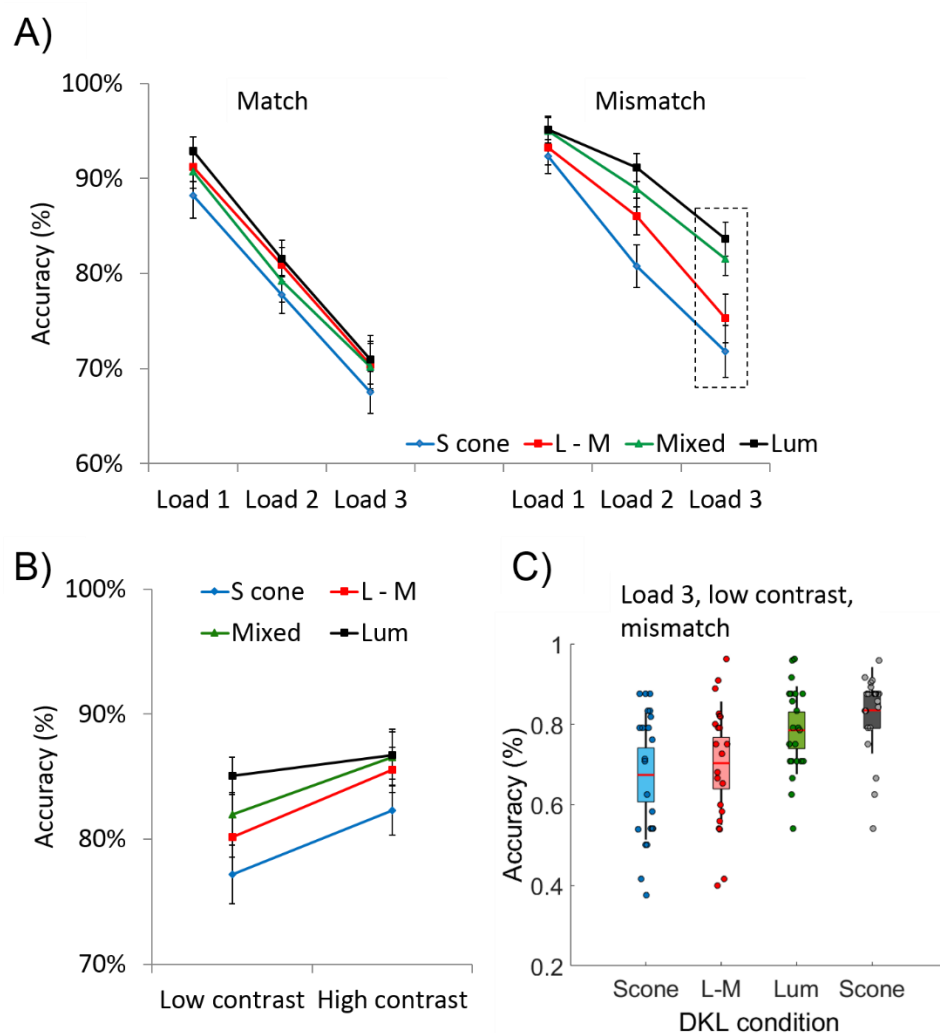 A)
100%
90%
80%
70%
60%
Accuracy (%)
Match
Mismatch
S cone
L - M
Mixed
Lum
Load 1
Load 2
Load 3
Load 1
Load 2
Load 3
B)
100%
90%
80%
70%
Accuracy (%)
S cone
L - M
Mixed
Lum
Low contrast
High contrast
C)
Load 3, low contrast,
mismatch
1
0.8
0.6
0.4
0.2
Accuracy (%)
Scone
L-M
Lum
Scone
DKL condition